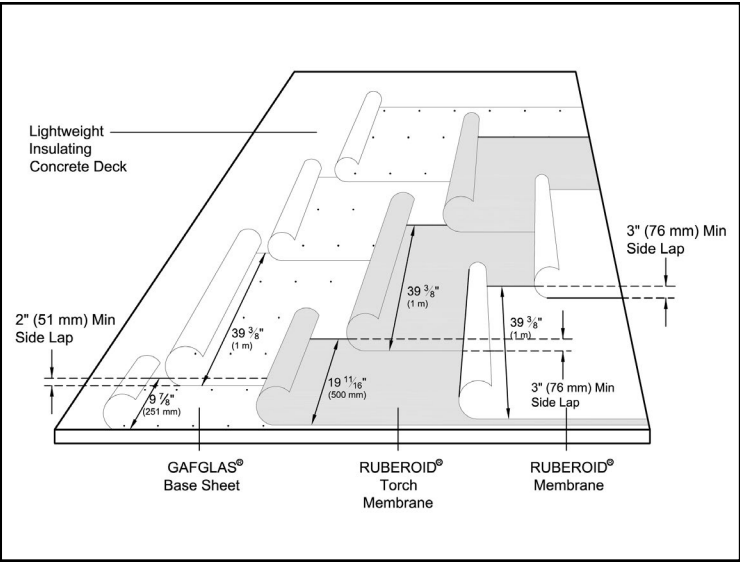 Lightweight
Insulating
Concrete Deck
3" (76 mm) Min
Side Lap
2" (51 mm) Min
Side Lap
39 3/8"
(1 m)
39 3/8"
(1 m)
39 3/8"
(1 m)
9 7/8"
(251 mm)
19 11/16"
(500 mm)
3" (76 mm) Min
Side Lap
GAFGLAS®
Base Sheet
RUBEROID®
Torch
Membrane
RUBEROID®
Membrane